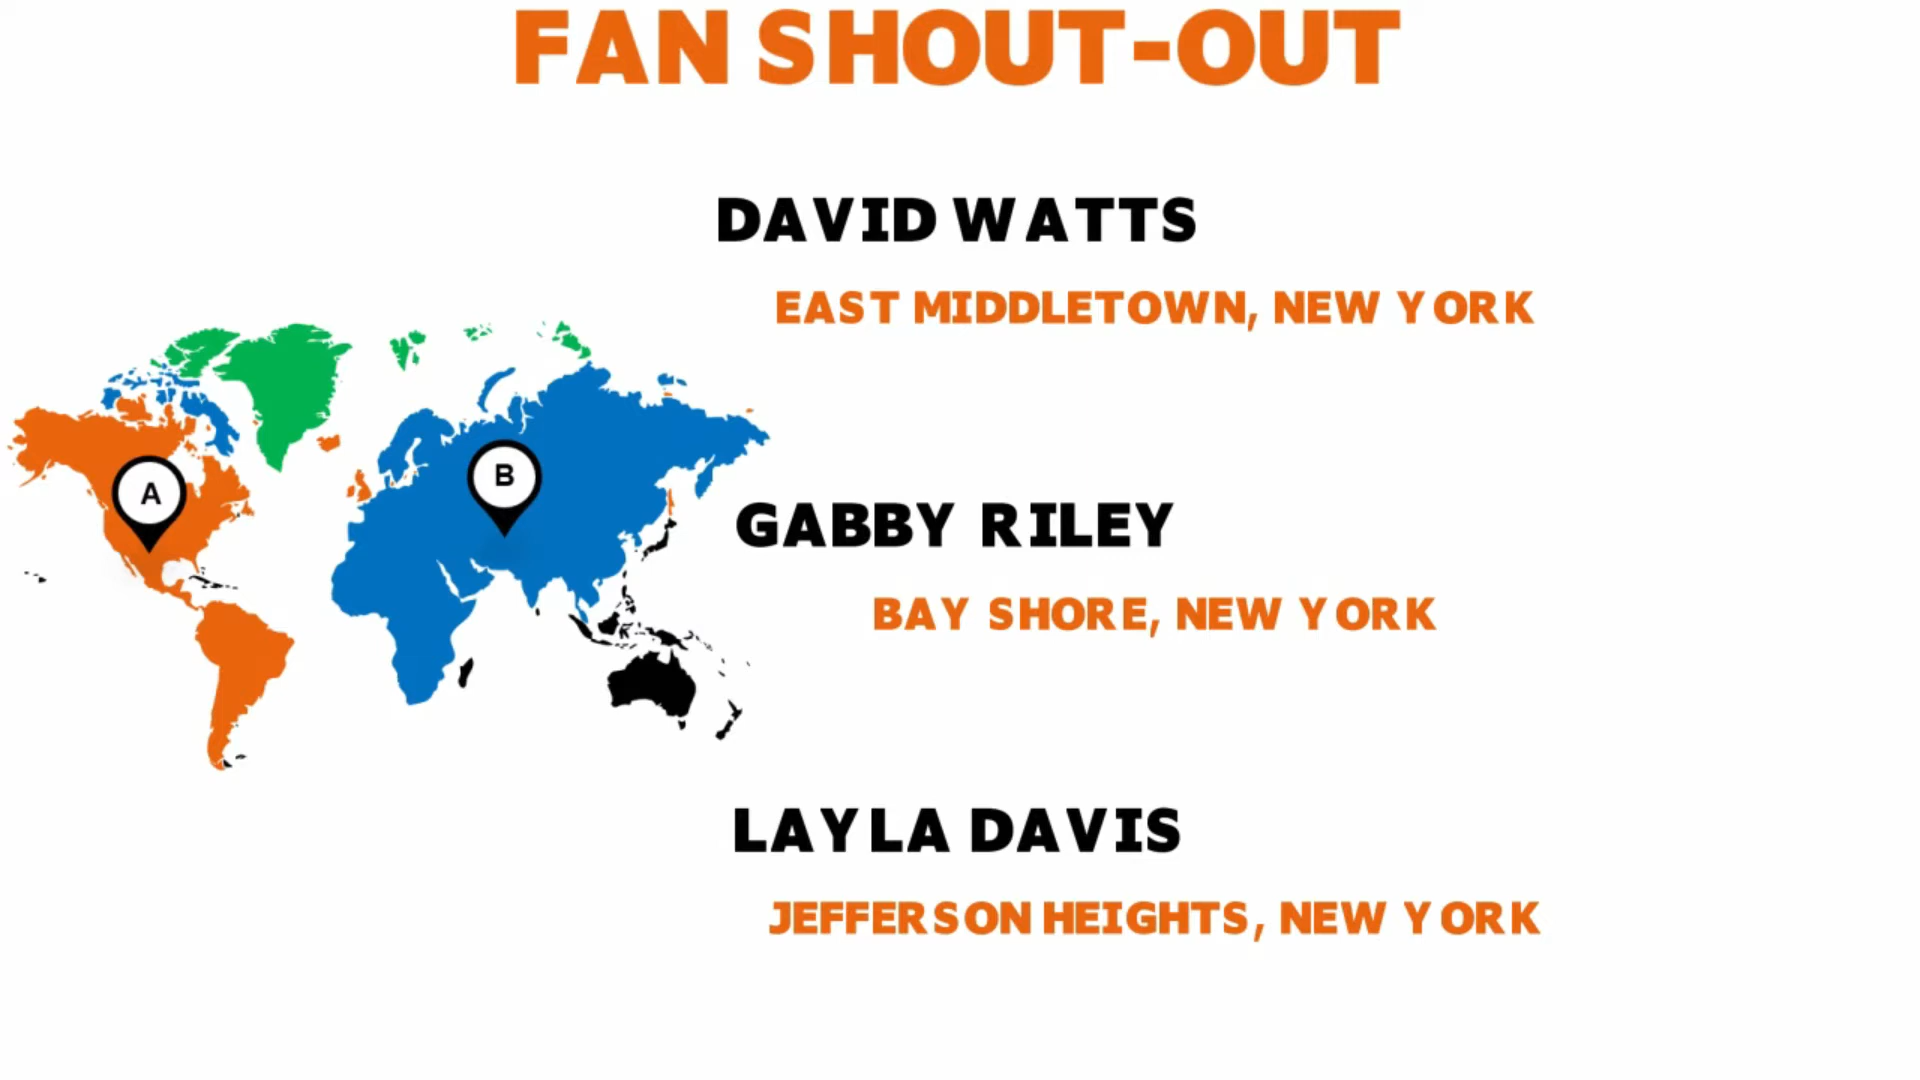 FAN SHOUT-OUT
DAVID WATTS
EAST MIDDLETOWN, NEW YORK
A
B
GABBY RILEY
BAY SHORE, NEW YORK
LAYLA DAVIS
JEFFERSON HEIGHTS, NEW YORK